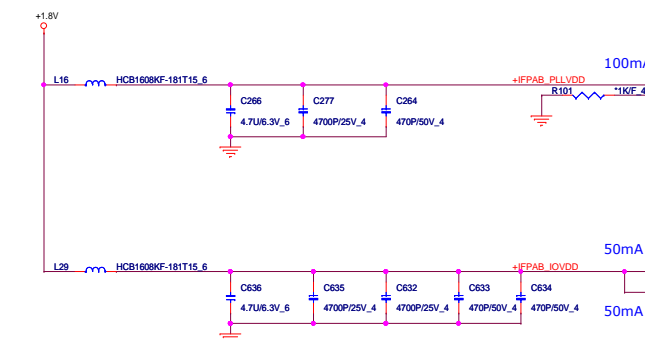 +1.8V
100mA
L16 HCB1608KF-181T15_6 +IFPAB_PLLVDD
R101 *1K/F_4
C266 C277 C264
4.7U/6.3V_6 4700P/25V_4 470P/50V_4
50mA
L29 HCB1608KF-181T15_6 +IFPAB_IOVDD
C636 C635 C632 C633 C634
4.7U/6.3V_6 4700P/25V_4 4700P/25V_4 470P/50V_4 470P/50V_4
50mA